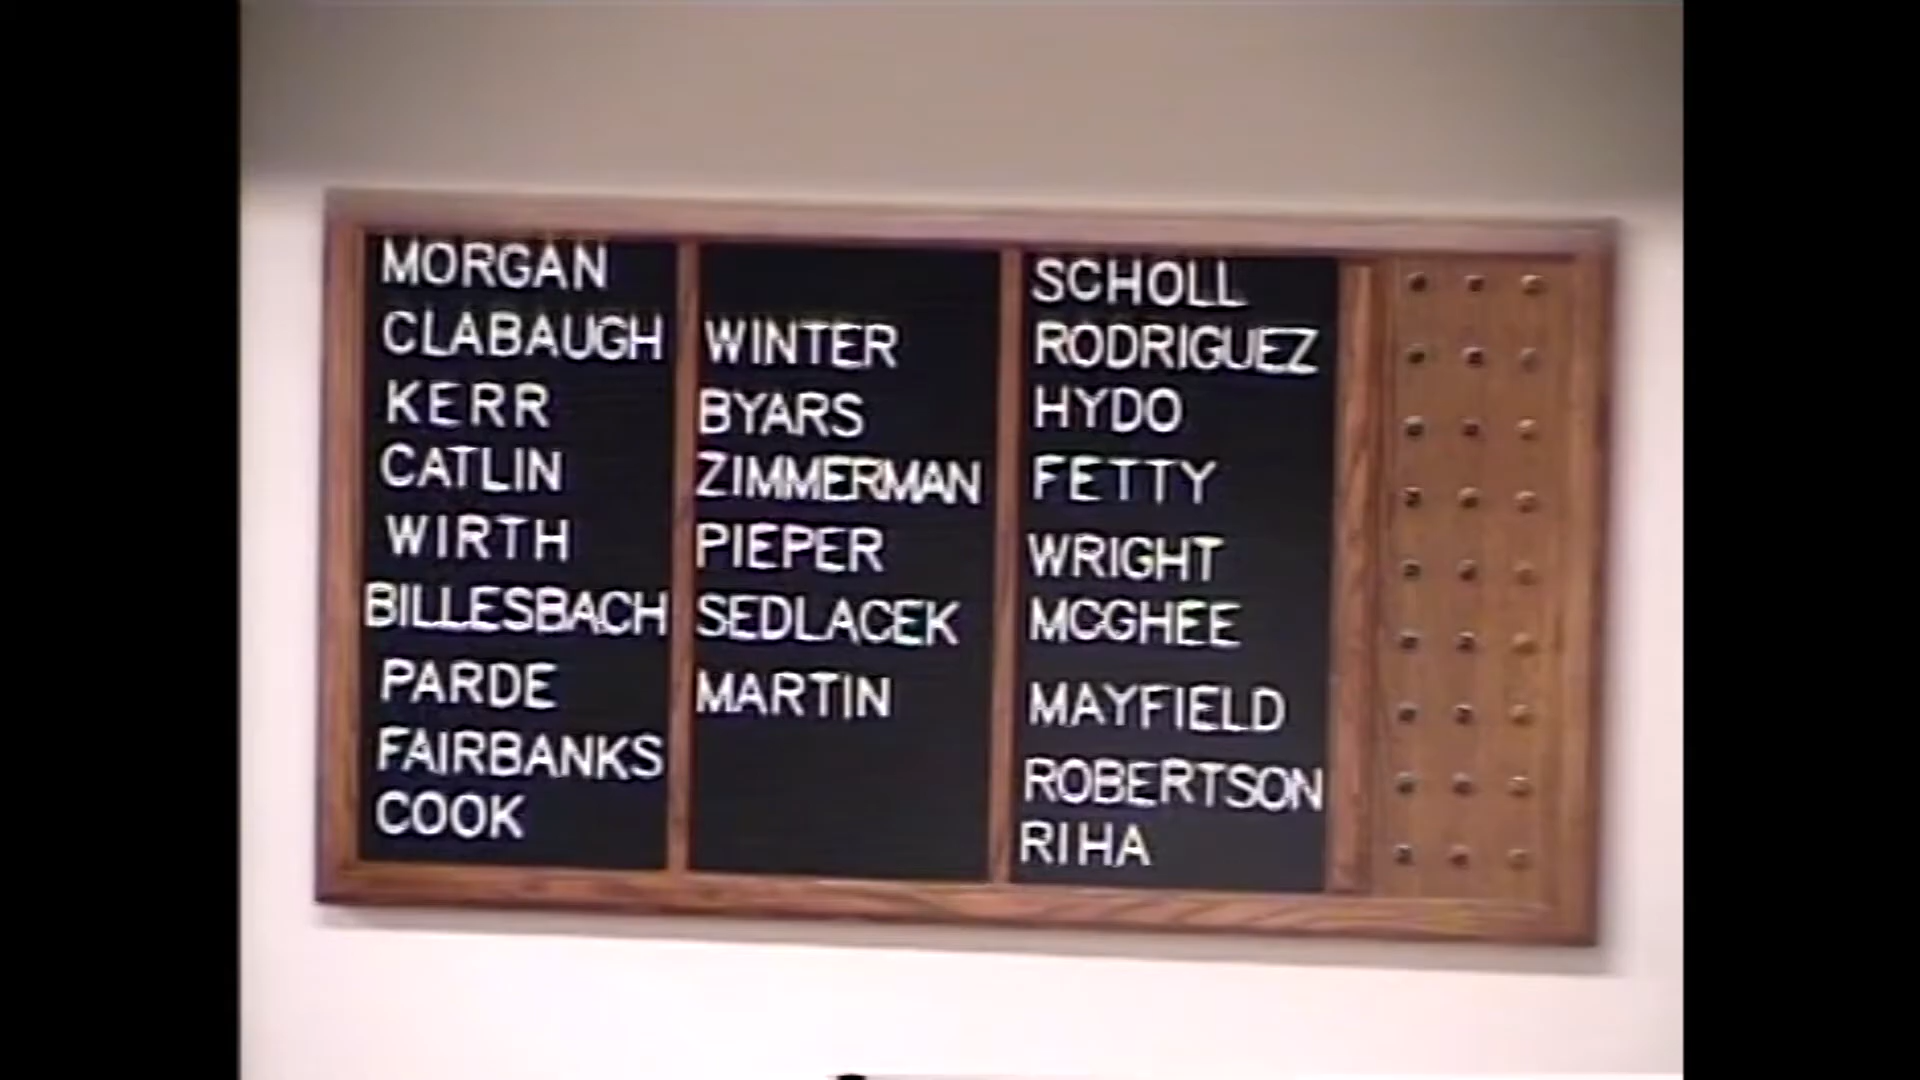 MORGAN
CLABAUGH
KERR
CATLIN
WIRTH
BILLESBACH
PARDE
FAIRBANKS
COOK
WINTER
BYARS
ZIMMERMAN
PIEPER
SEDLACEK
MARTIN
SCHOLL
RODRIGUEZ
HYDO
FETTY
WRIGHT
MCGHEE
MAYFIELD
ROBERTSON
RIHA